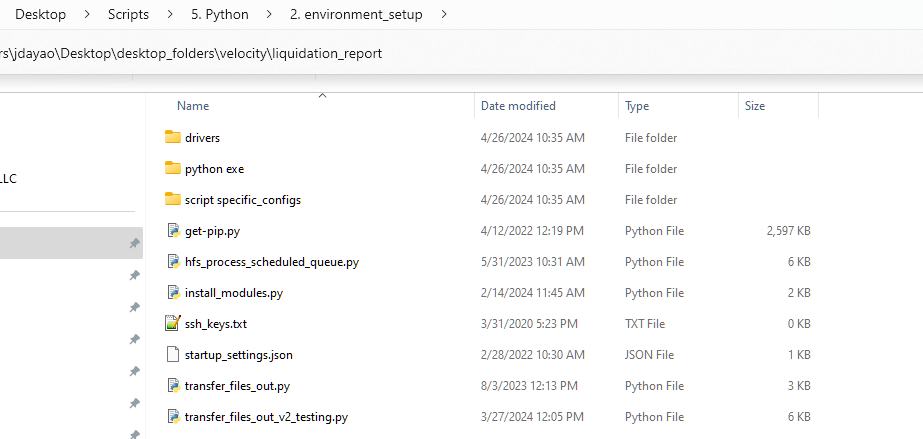 Desktop > Scripts > 5. Python > 2. environment_setup >
rs\jdayao\Desktop\desktop_folders\velocity\liquidation_report
Name Date modified Type Size
drivers 4/26/2024 10:35 AM File folder
python exe 4/26/2024 10:35 AM File folder
LLC
script specific_configs 4/26/2024 10:35 AM File folder
get-pip.py 4/12/2022 12:19 PM Python File 2,597 KB
hfs_process_scheduled_queue.py 5/31/2023 10:31 AM Python File 6 KB
install_modules.py 2/14/2024 11:45 AM Python File 2 KB
ssh_keys.txt 3/31/2020 5:23 PM TXT File 0 KB
startup_settings.json 2/28/2022 10:30 AM JSON File 1 KB
transfer_files_out.py 8/3/2023 12:13 PM Python File 3 KB
transfer_files_out_v2_testing.py 3/27/2024 12:05 PM Python File 6 KB